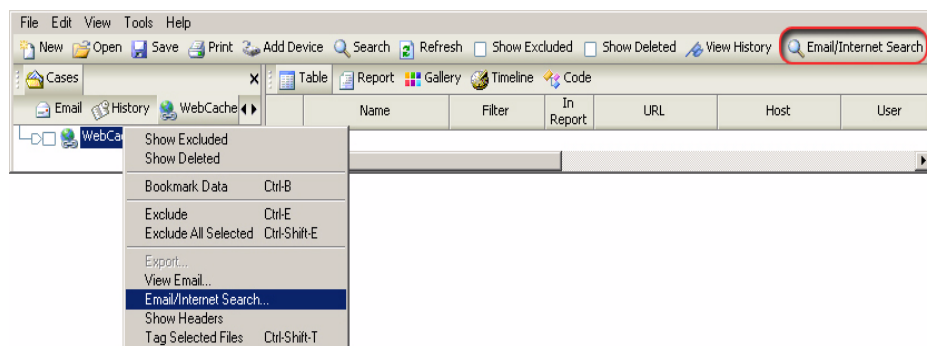 File Edit View Tools Help
New Open Save Print Add Device Search Refresh Show Excluded Show Deleted View History Email/Internet Search
Cases Table Report Gallery Timeline Code
Email History WebCache Name Filter In Report URL Host User
WebCa
Show Excluded
Show Deleted
Bookmark Data Ctrl-B
Exclude Ctrl-E
Exclude All Selected Ctrl-Shift-E
Export...
View Email...
Email/Internet Search...
Show Headers
Tag Selected Files Ctrl-Shift-T